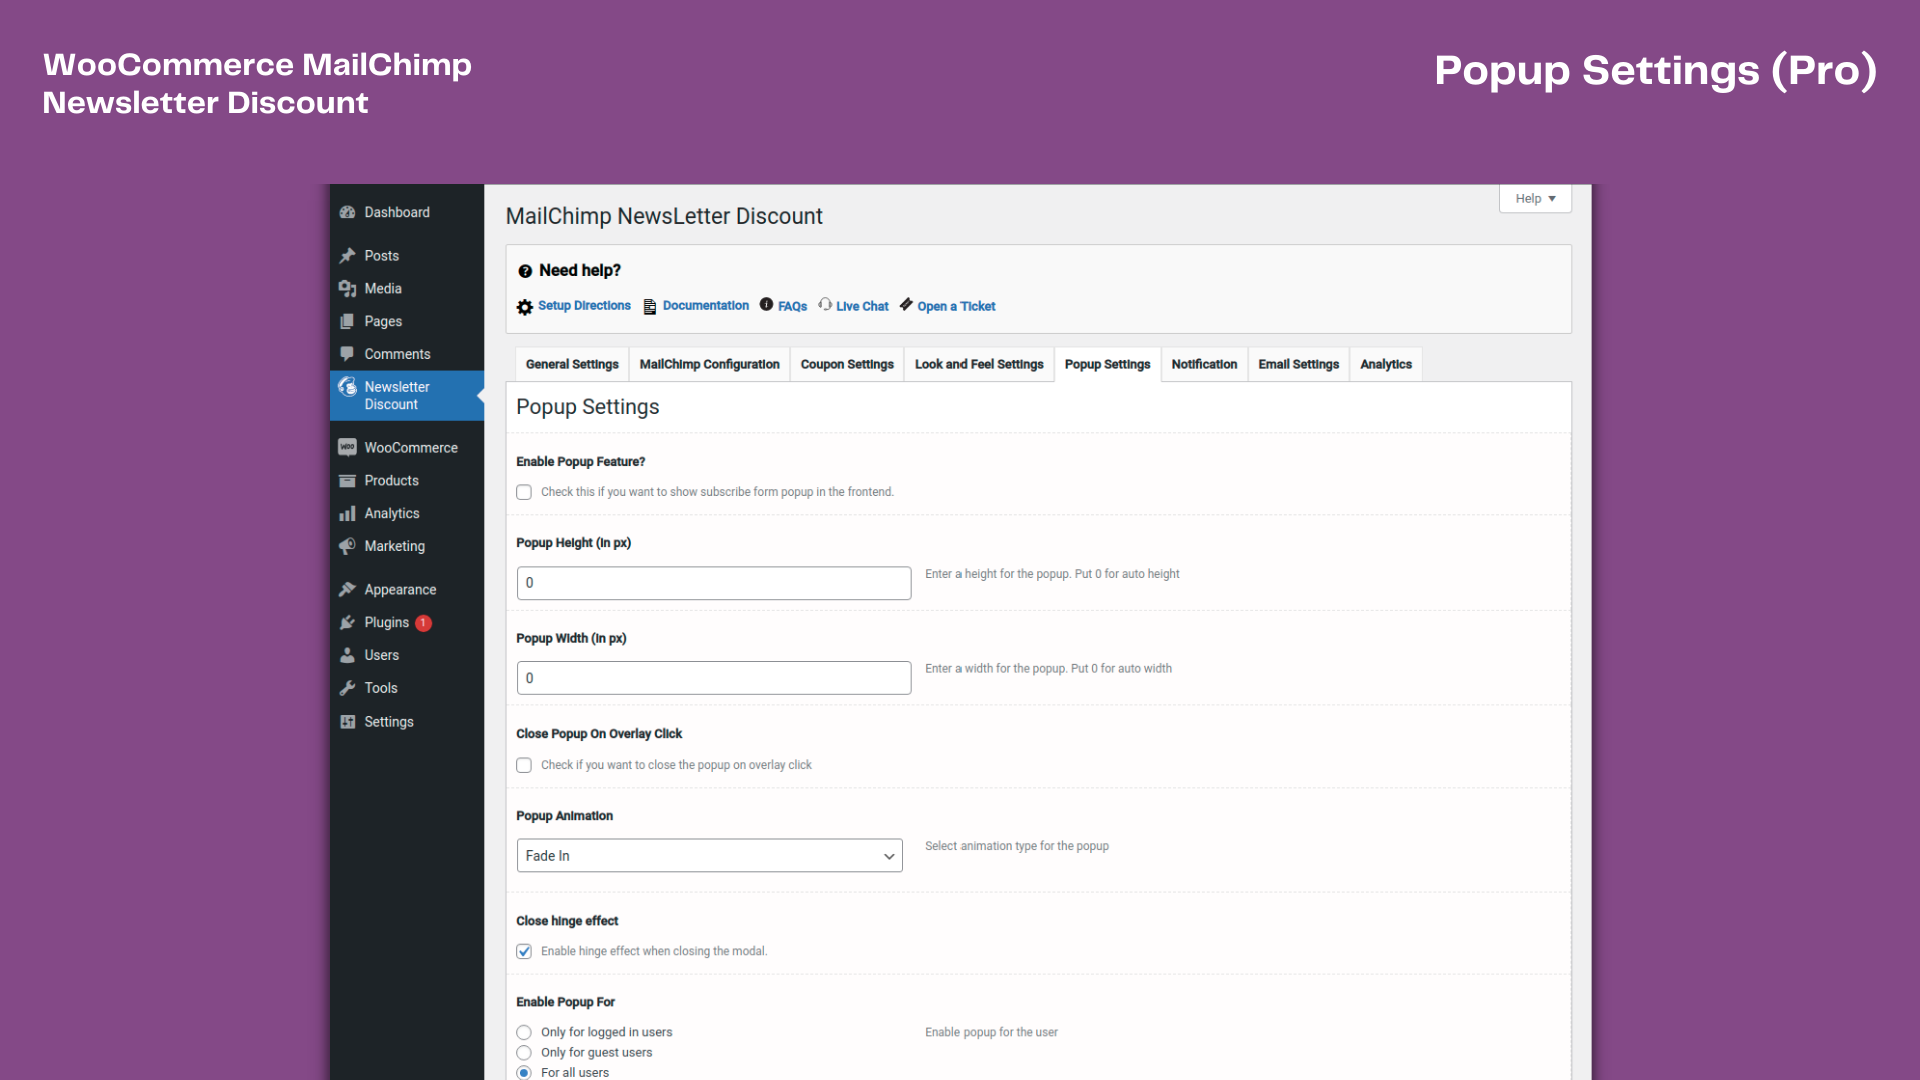 WooCommerce MailChimp
Newsletter Discount
Popup Settings (Pro)
Dashboard
Posts
Media
Pages
Comments
Newsletter
Discount
WooCommerce
Products
Analytics
Marketing
Appearance
Plugins 1
Users
Tools
Settings
Help
MailChimp NewsLetter Discount
Need help?
Setup Directions Documentation FAQs Live Chat Open a Ticket
General Settings MailChimp Configuration Coupon Settings Look and Feel Settings Popup Settings Notification Email Settings Analytics
Popup Settings
Enable Popup Feature?
Check this if you want to show subscribe form popup in the frontend.
Popup Height (in px)
0
Enter a height for the popup. Put 0 for auto height
Popup Width (in px)
0
Enter a width for the popup. Put 0 for auto width
Close Popup On Overlay Click
Check if you want to close the popup on overlay click
Popup Animation
Fade In
Select animation type for the popup
Close hinge effect
Enable hinge effect when closing the modal.
Enable Popup For
Only for logged in users
Enable popup for the user
Only for guest users
For all users